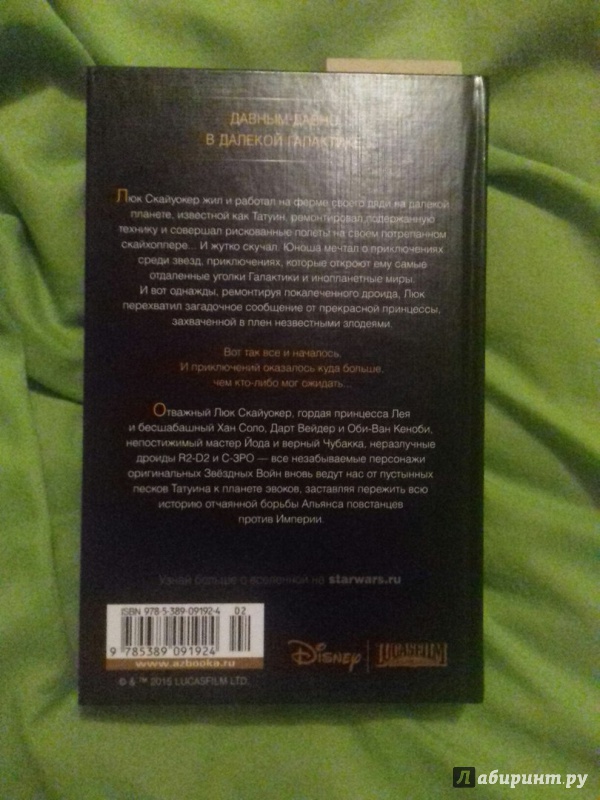 ДАВНЫМ-ДАВНО
В ДАЛЕКОЙ ГАЛАКТИКЕ...
Люк Скайуокер жил и работал на ферме своего дяди на далекой
планете, известной как Татуин, ремонтировал подержанную
технику и совершал рискованные полеты на своем потрепанном
скайхоппере... И жутко скучал. Юноша мечтал о приключениях
среди звезд, приключениях, которые откроют ему самые
отдаленные уголки Галактики и инопланетные миры.
И вот однажды, ремонтируя покалеченного дроида, Люк
перехватил загадочное сообщение от прекрасной принцессы,
захваченной в плен неизвестными злодеями.
Вот так все и началось.
И приключений оказалось куда больше,
чем кто-либо мог ожидать...
Отважный Люк Скайуокер, гордая принцесса Лея
и бесшабашный Хан Соло, Дарт Вейдер и Оби-Ван Кеноби,
непостижимый мастер Йода и верный Чубакка, неразлучные
дроиды R2-D2 и C-3PO — все незабываемые персонажи
оригинальных Звёздных Войн вновь ведут нас от пустынных
песков Татуина к планете эвоков, заставляя пережить всю
историю отчаянной борьбы Альянса повстанцев
против Империи.
Узнай больше о вселенной на starwars.ru
ISBN 978-5-389-09192-4 02
9 785389 091924
www.azbooka.ru
Disney LUCASFILM
© & ™ 2015 LUCASFILM LTD.
Лабиринт.ру